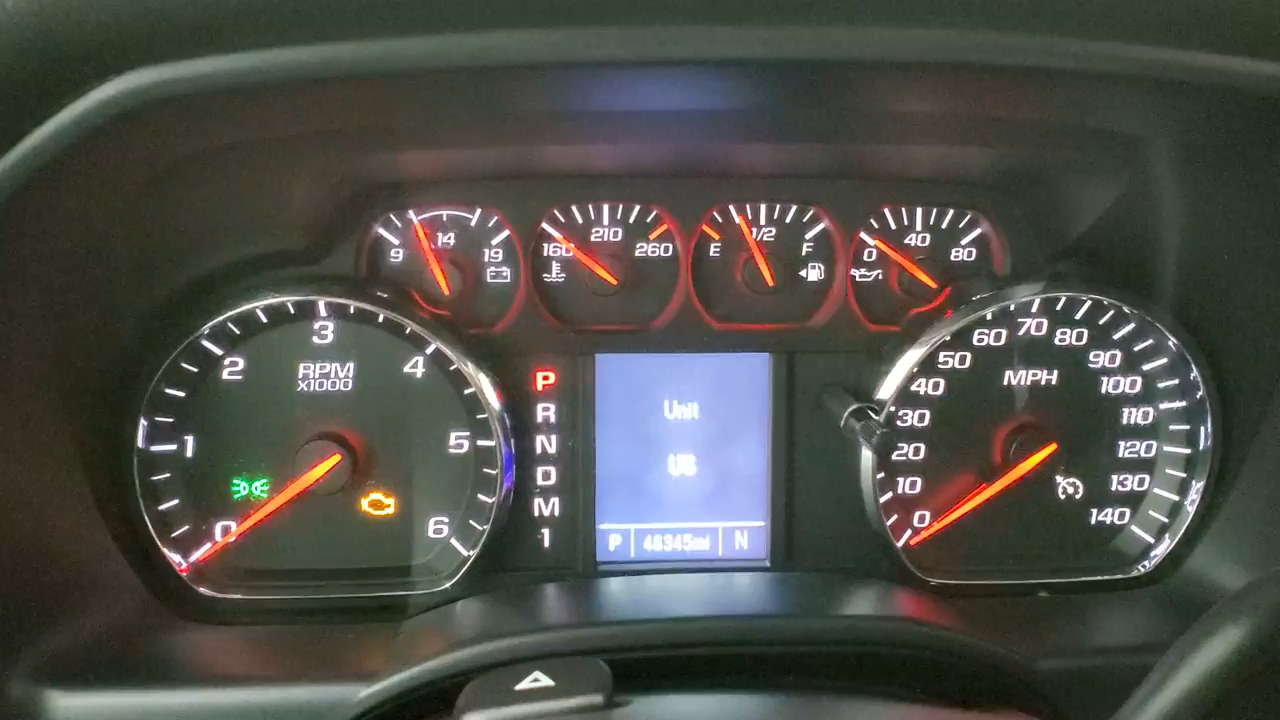 9 14 19
160 210 260
E 1/2 F
0 40 80
RPM
x1000
0 1 2 3 4 5 6
P
R
N
D
M
1
Unit
US
P 46345mi N
MPH
0 10 20 30 40 50 60 70 80 90 100 110 120 130 140